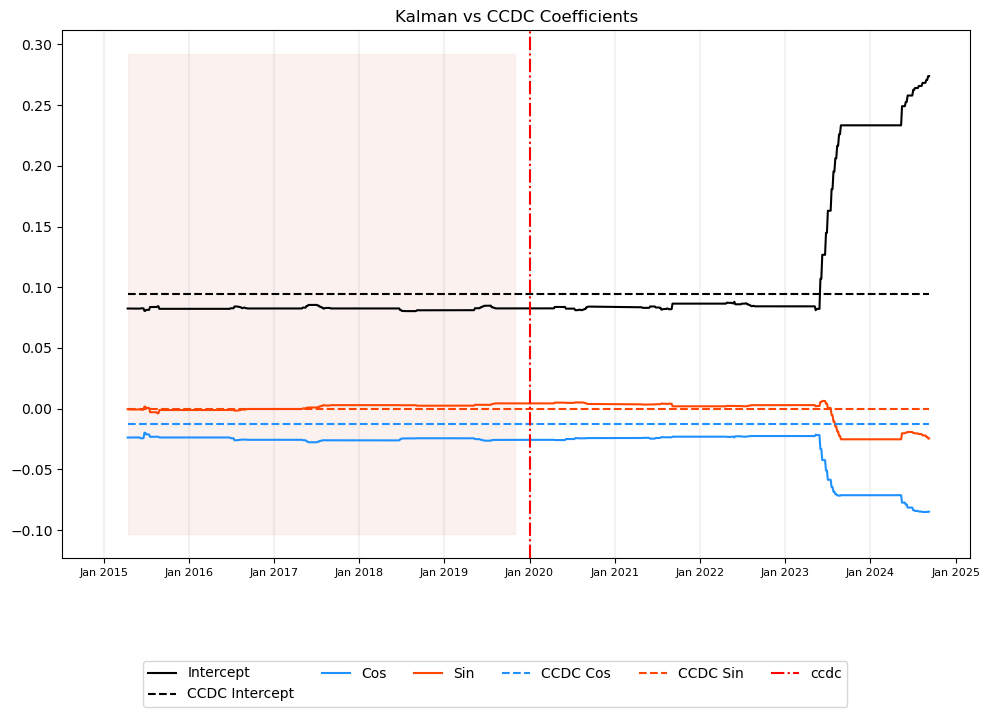 Kalman vs CCDC Coefficients
0.30
0.25
0.20
0.15
0.10
0.05
0.00
−0.05
−0.10
Jan 2015 Jan 2016 Jan 2017 Jan 2018 Jan 2019 Jan 2020 Jan 2021 Jan 2022 Jan 2023 Jan 2024 Jan 2025
Intercept Cos Sin CCDC Cos CCDC Sin ccdc
CCDC Intercept